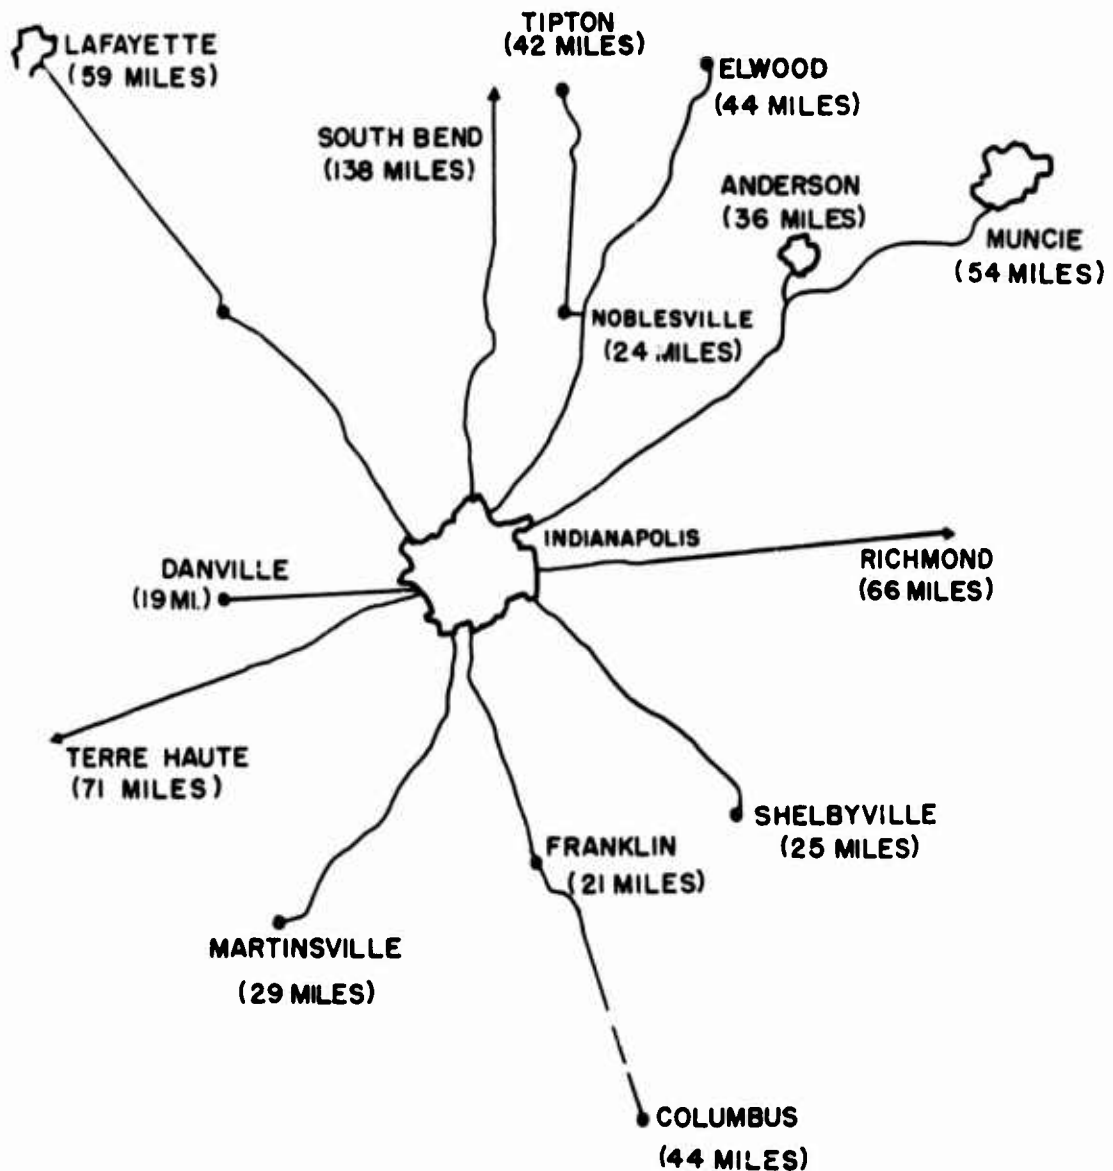 TIPTON
(42 MILES)
LAFAYETTE
(59 MILES)
ELWOOD
(44 MILES)
SOUTH BEND
(138 MILES)
ANDERSON
(36 MILES)
MUNCIE
(54 MILES)
NOBLESVILLE
(24 MILES)
INDIANAPOLIS
RICHMOND
(66 MILES)
DANVILLE
(19 MI.)
TERRE HAUTE
(71 MILES)
SHELBYVILLE
(25 MILES)
FRANKLIN
(21 MILES)
MARTINSVILLE
(29 MILES)
COLUMBUS
(44 MILES)